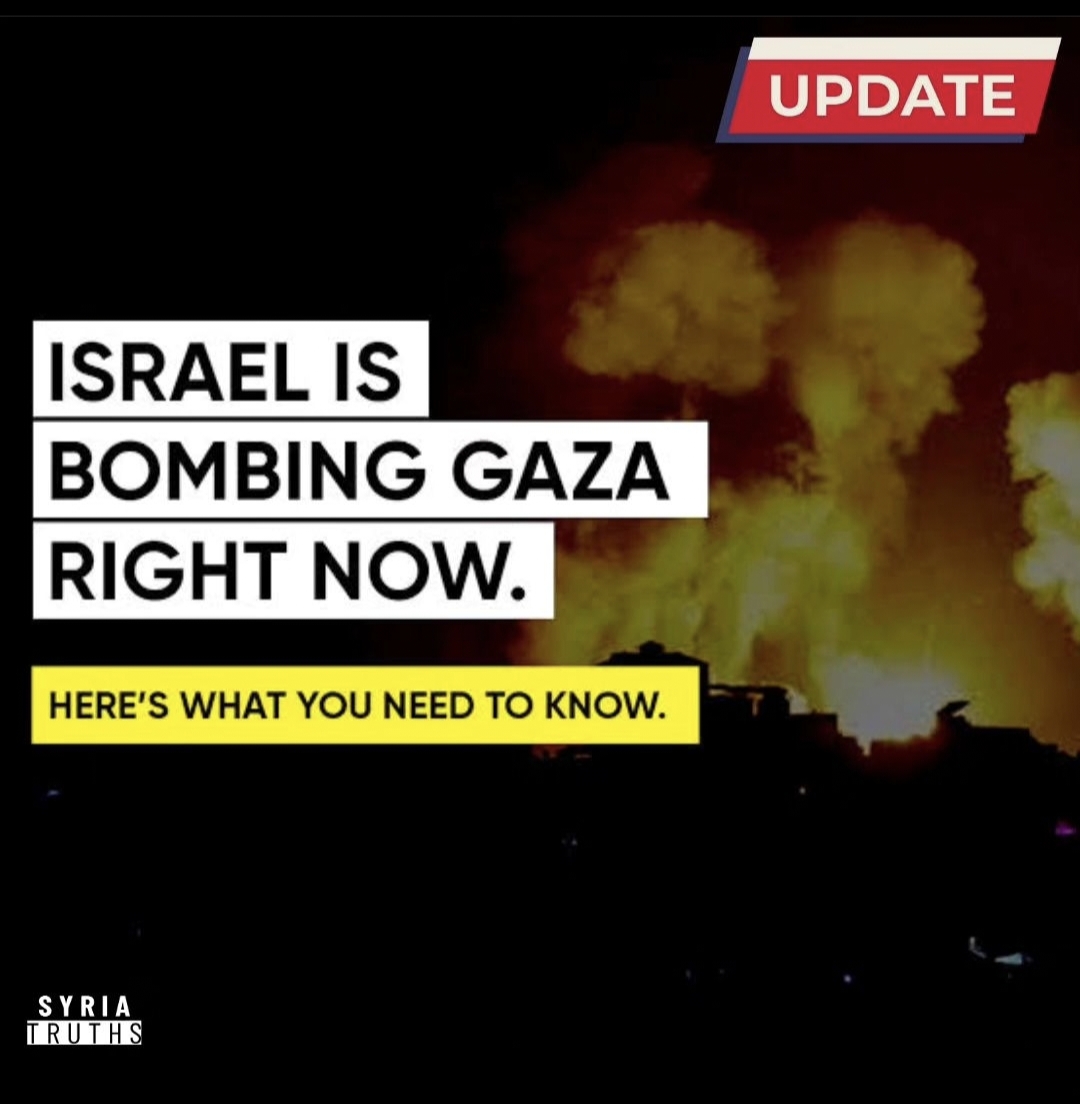 UPDATE
ISRAEL IS
BOMBING GAZA
RIGHT NOW.
HERE'S WHAT YOU NEED TO KNOW.
SYRIA
TRUTHS